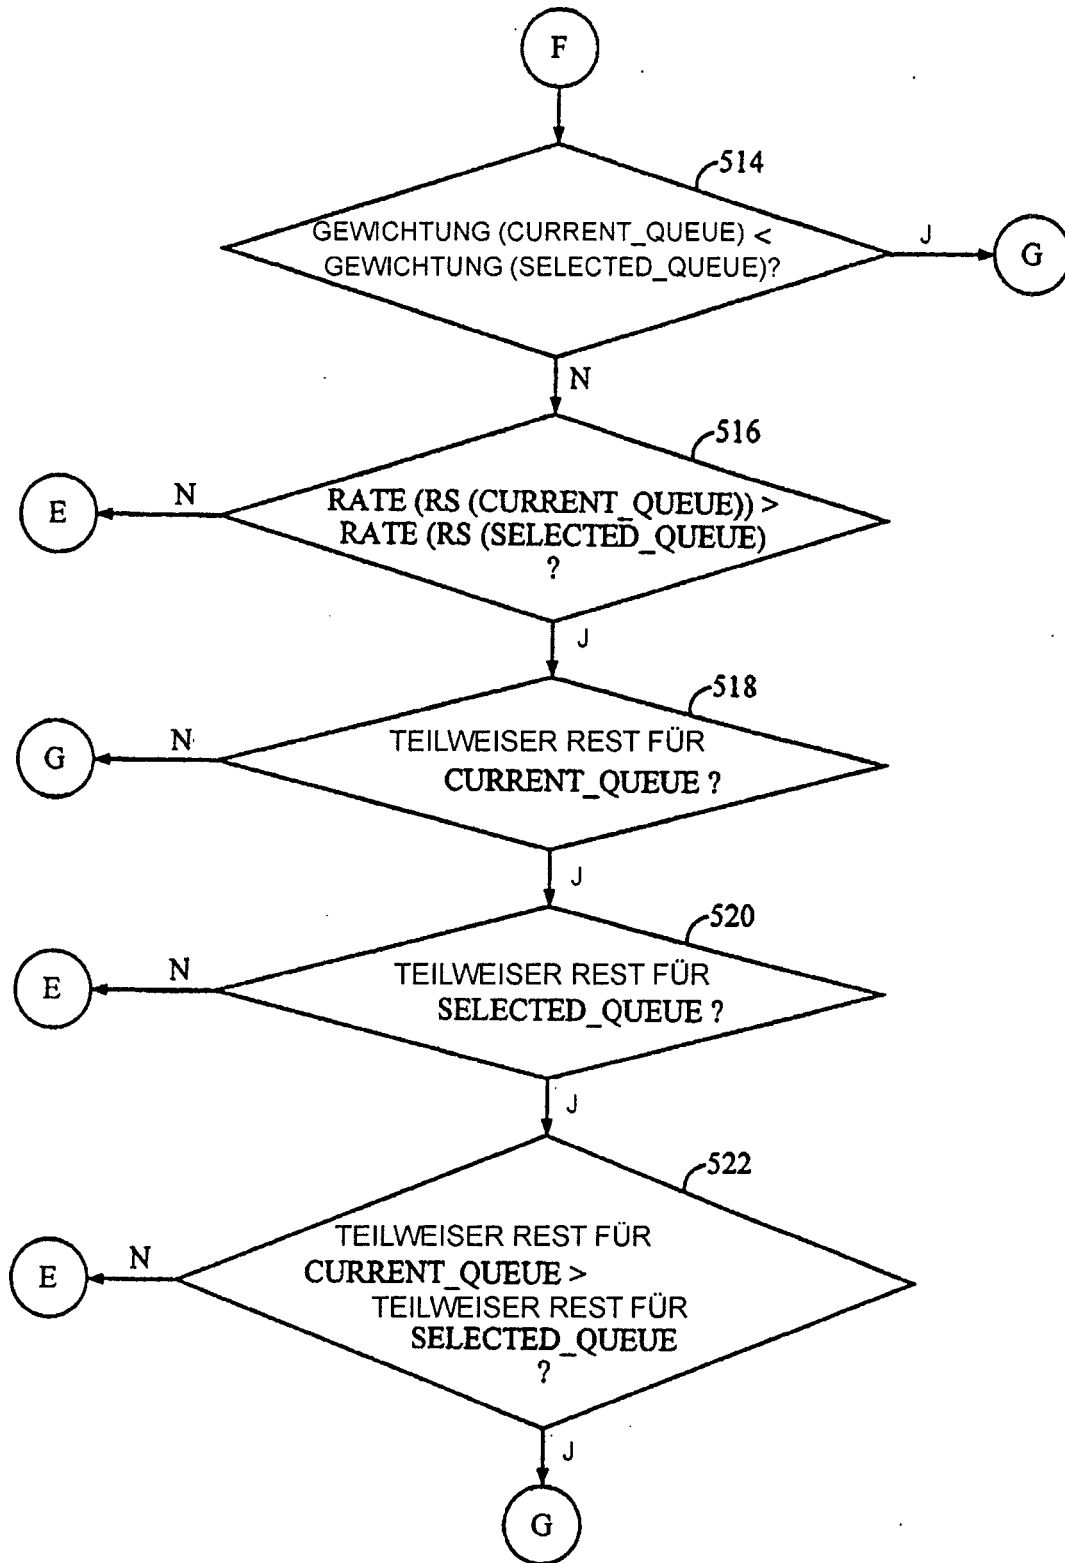 F
514
GEWICHTUNG (CURRENT_QUEUE) <
GEWICHTUNG (SELECTED_QUEUE)?
J
G
N
516
RATE (RS (CURRENT_QUEUE)) >
RATE (RS (SELECTED_QUEUE)
?
N
E
J
518
TEILWEISER REST FÜR
CURRENT_QUEUE ?
N
G
J
520
TEILWEISER REST FÜR
SELECTED_QUEUE ?
N
E
J
522
TEILWEISER REST FÜR
CURRENT_QUEUE >
TEILWEISER REST FÜR
SELECTED_QUEUE
?
N
E
J
G